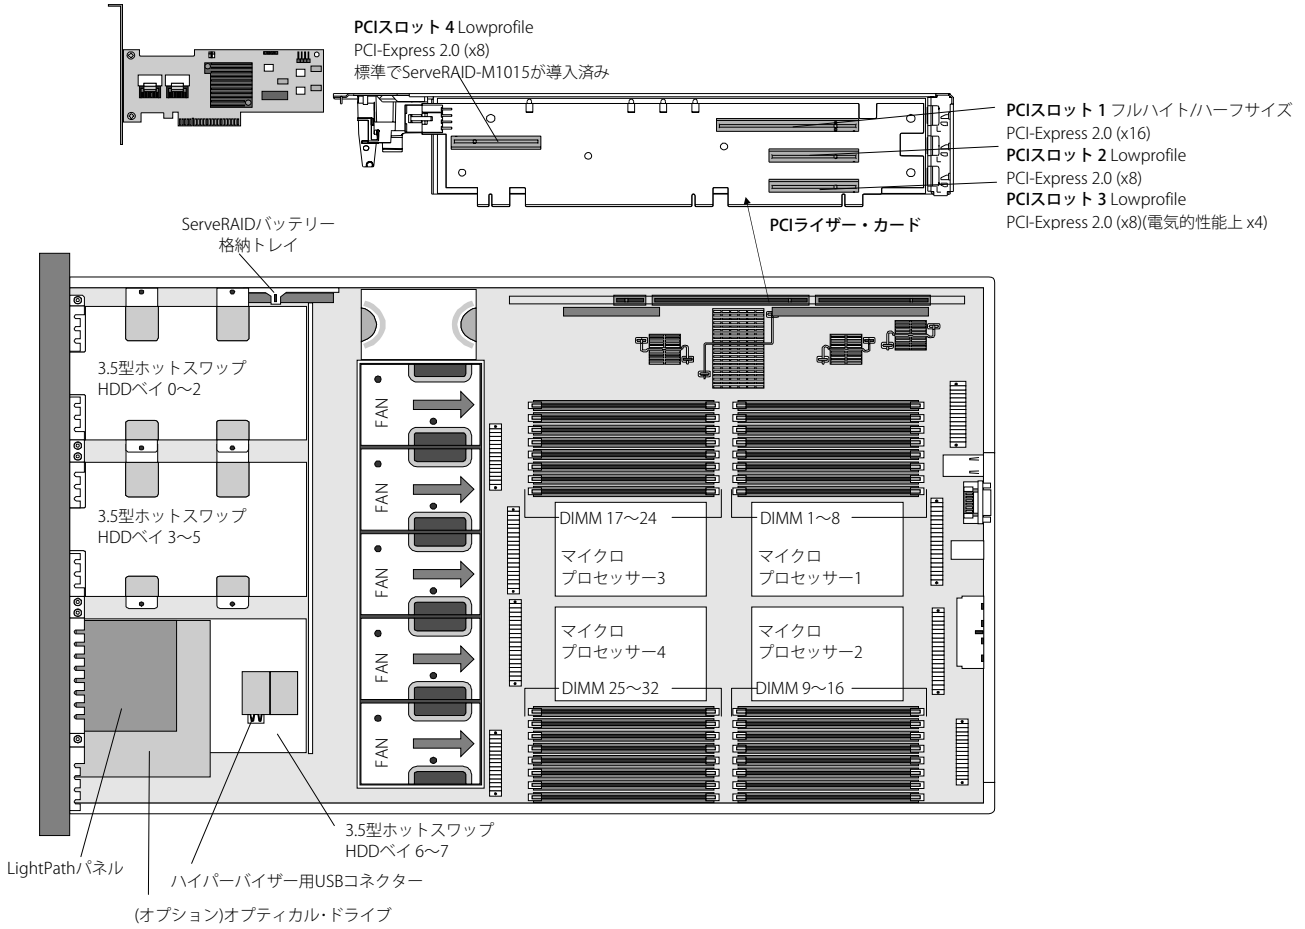 PCIスロット 4 Lowprofile
PCI-Express 2.0 (x8)
標準でServeRAID-M1015が導入済み
PCIスロット 1 フルハイト/ハーフサイズ
PCI-Express 2.0 (x16)
PCIスロット 2 Lowprofile
PCI-Express 2.0 (x8)
PCIスロット 3 Lowprofile
PCI-Express 2.0 (x8)(電気的性能上 x4)
PCIライザー・カード
ServeRAIDバッテリー
格納トレイ
3.5型ホットスワップ
HDDベイ 0～2
3.5型ホットスワップ
HDDベイ 3～5
FAN
FAN
FAN
FAN
FAN
DIMM 17～24
マイクロ
プロセッサー3
DIMM 1～8
マイクロ
プロセッサー1
マイクロ
プロセッサー4
DIMM 25～32
マイクロ
プロセッサー2
DIMM 9～16
3.5型ホットスワップ
HDDベイ 6～7
LightPathパネル
ハイパーバイザー用USBコネクター
(オプション)オプティカル・ドライブ